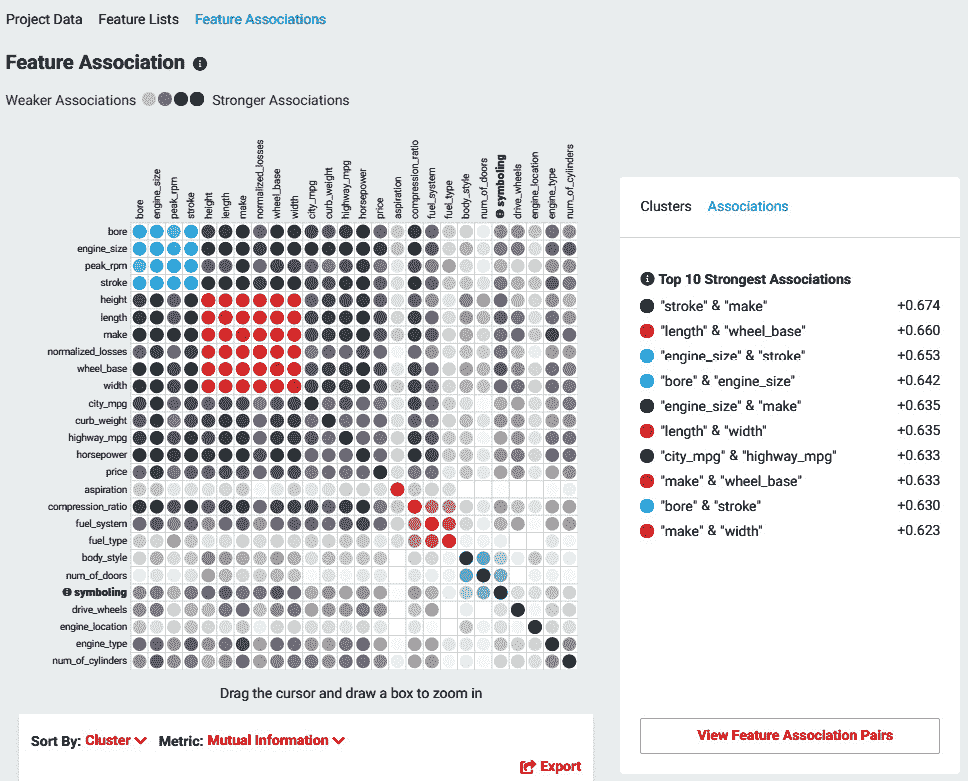 Project Data Feature Lists Feature Associations
Feature Association
Weaker Associations Stronger Associations
bore
engine_size
peak_rpm
stroke
height
length
make
normalized_losses
wheel_base
width
city_mpg
curb_weight
highway_mpg
horsepower
price
aspiration
compression_ratio
fuel_system
fuel_type
body_style
num_of_doors
symboling
drive_wheels
engine_location
engine_type
num_of_cylinders
bore
engine_size
peak_rpm
stroke
height
length
make
normalized_losses
wheel_base
width
city_mpg
curb_weight
highway_mpg
horsepower
price
aspiration
compression_ratio
fuel_system
fuel_type
body_style
num_of_doors
symboling
drive_wheels
engine_location
engine_type
num_of_cylinders
Drag the cursor and draw a box to zoom in
Sort By: Cluster Metric: Mutual Information
Export
Clusters Associations
Top 10 Strongest Associations
"stroke" & "make" +0.674
"length" & "wheel_base" +0.660
"engine_size" & "stroke" +0.653
"bore" & "engine_size" +0.642
"engine_size" & "make" +0.635
"length" & "width" +0.635
"city_mpg" & "highway_mpg" +0.633
"make" & "wheel_base" +0.633
"bore" & "stroke" +0.630
"make" & "width" +0.623
View Feature Association Pairs